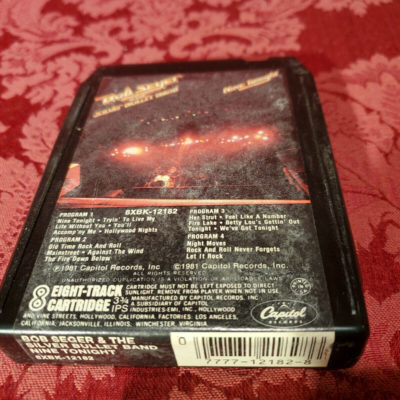 Bob Seger
SILVER BULLET BAND
Nine Tonight
8XBK-12182
PROGRAM 1
Nine Tonight • Tryin' To Live My
Life Without You • You'll
Accomp'ny Me • Hollywood Nights
PROGRAM 2
Old Time Rock And Roll
Mainstreet • Against The Wind
The Fire Down Below
PROGRAM 3
Her Strut • Feel Like A Number
Fire Lake • Betty Lou's Gettin' Out
Tonight • We've Got Tonight
PROGRAM 4
Night Moves
Rock And Roll Never Forgets
Let It Rock
Ⓟ1981 Capitol Records, Inc. ©1981 Capitol Records, Inc.
ALL RIGHTS RESERVED.
UNAUTHORIZED DUPLICATION IS A VIOLATION OF APPLICABLE LAWS.
8 EIGHT-TRACK
CARTRIDGE 3¾ IPS
CARTRIDGE MUST NOT BE LEFT EXPOSED TO DIRECT
SUNLIGHT. REMOVE FROM PLAYER WHEN NOT IN USE.
MANUFACTURED BY CAPITOL RECORDS, INC.
A SUBSIDIARY OF CAPITOL
INDUSTRIES-EMI, INC., HOLLYWOOD
AND VINE STREETS, HOLLYWOOD, CALIFORNIA. FACTORIES: LOS ANGELES,
CALIFORNIA, JACKSONVILLE, ILLINOIS, WINCHESTER, VIRGINIA.
Capitol
RECORDS
BOB SEGER & THE
SILVER BULLET BAND
NINE TONIGHT
8XBK-12182
0 7777-12182-8